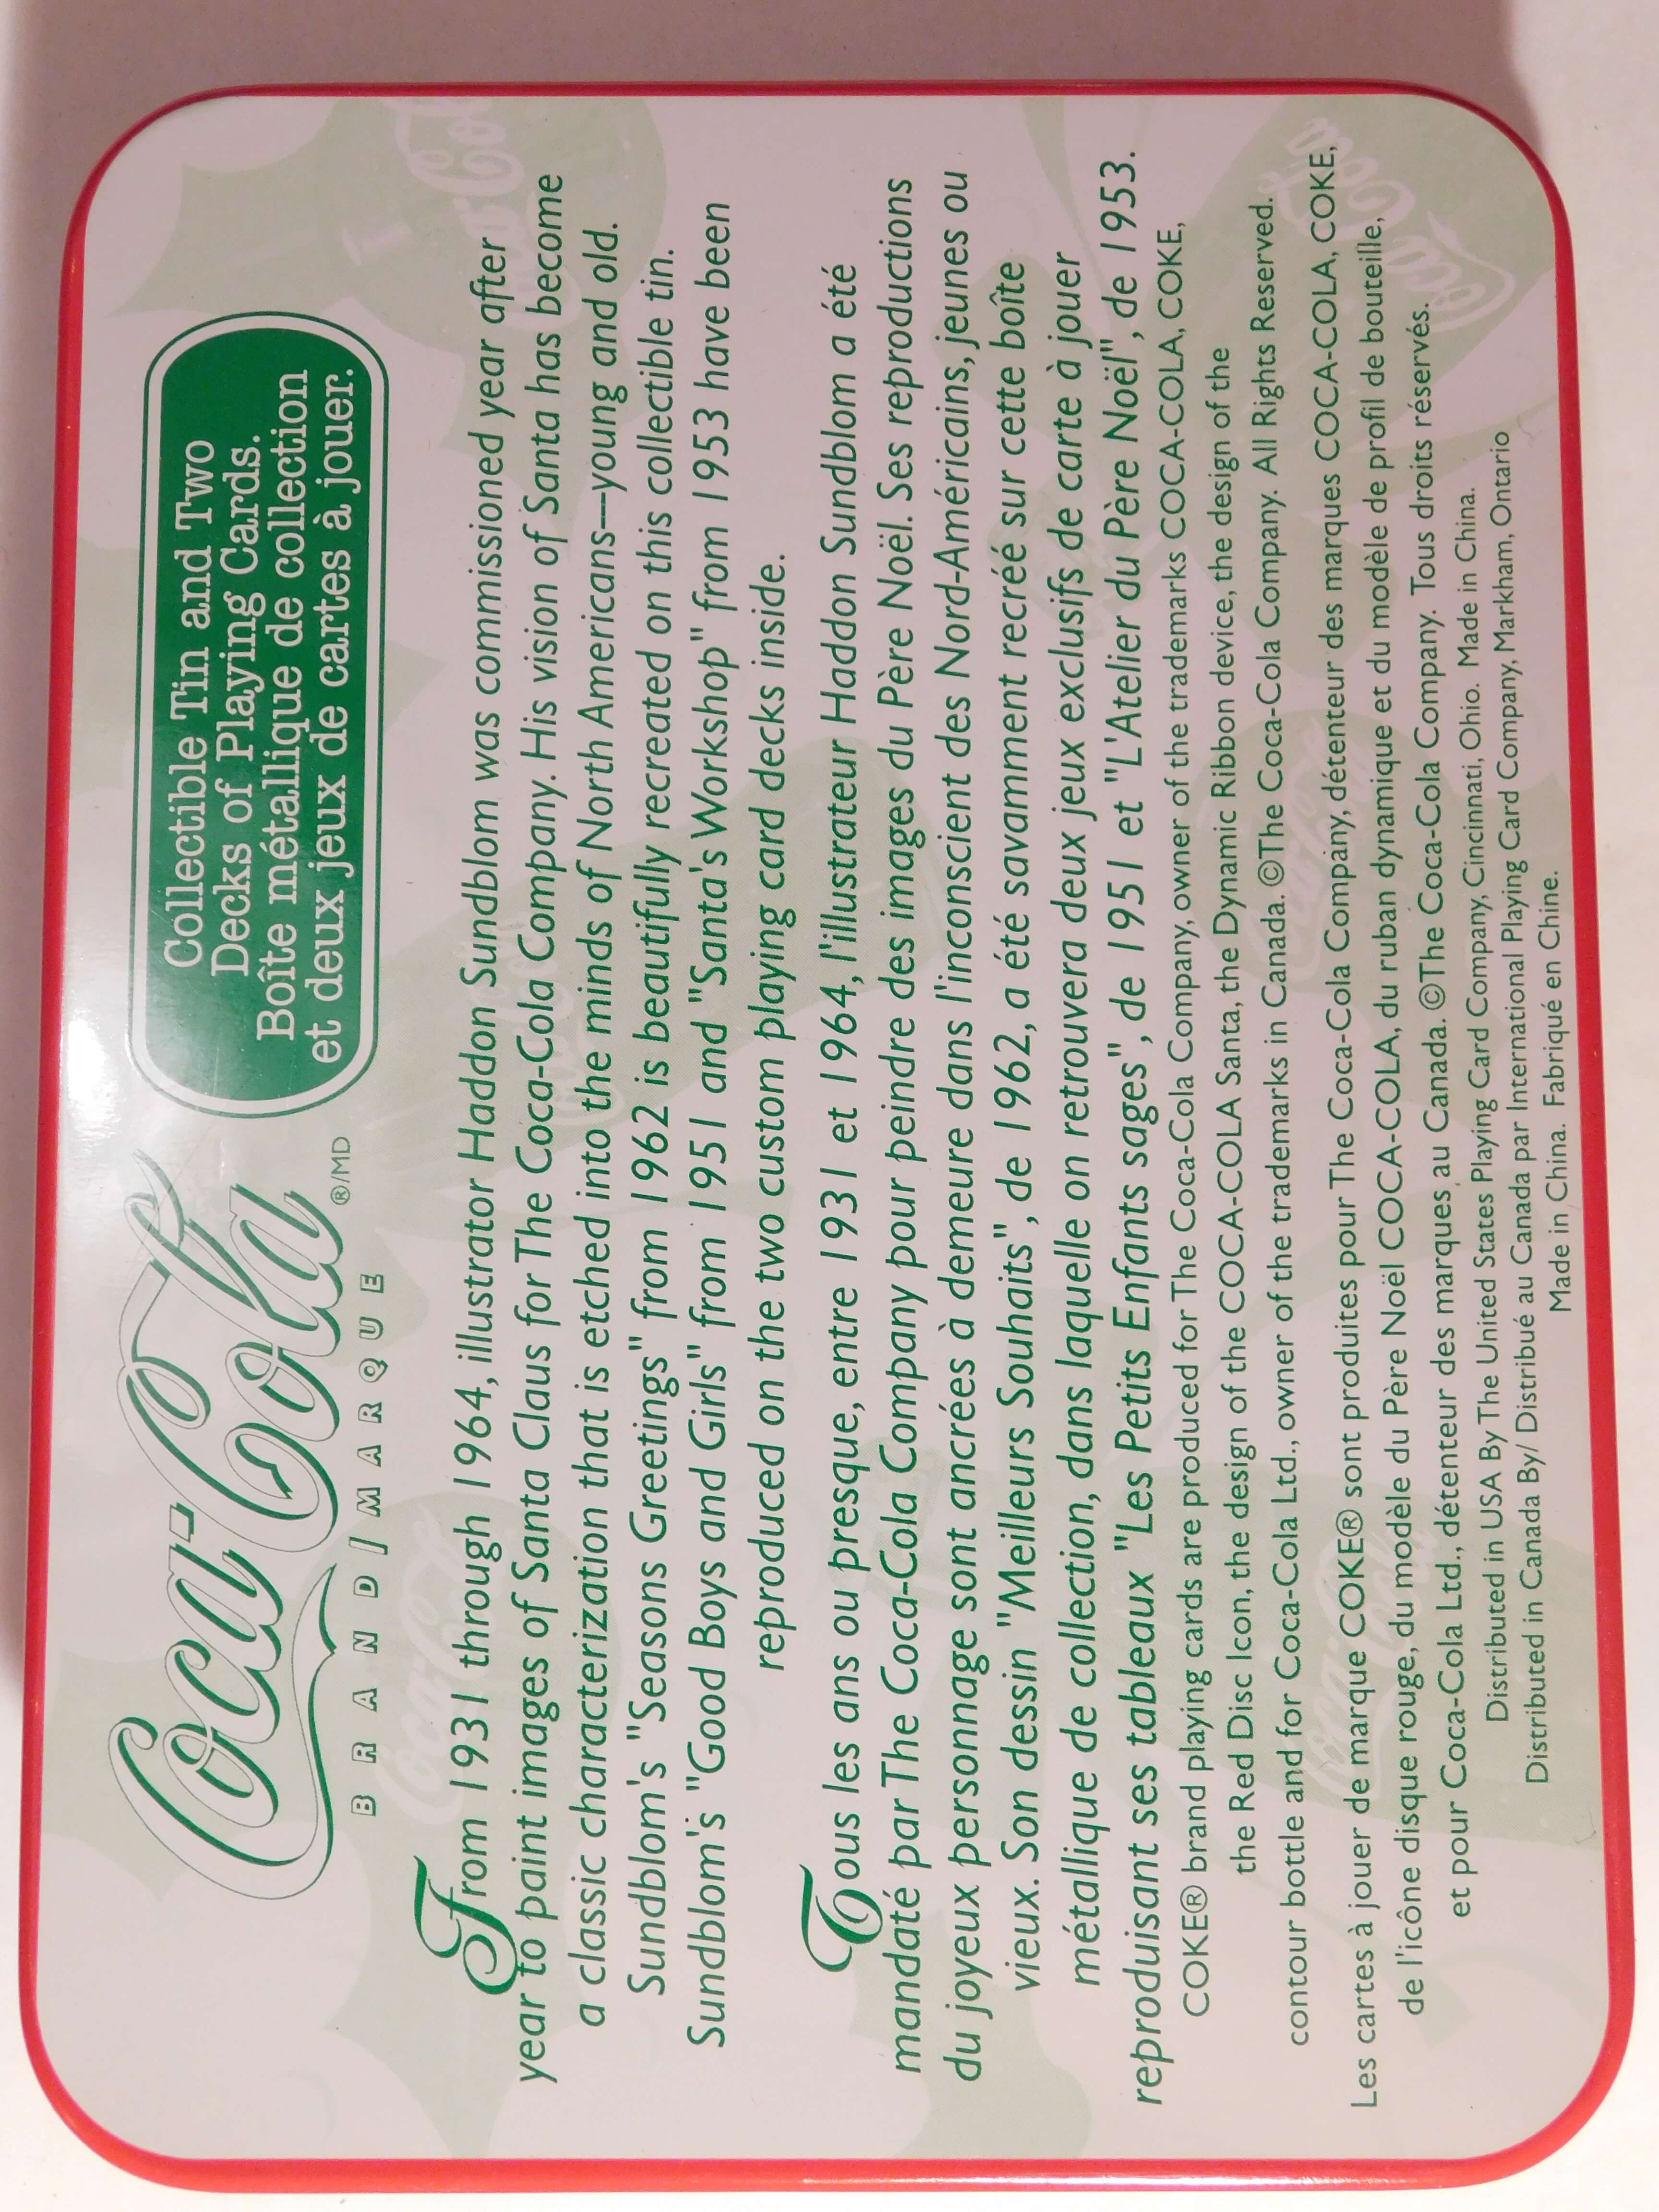 Coca-Cola
®/MD
BRAND/MARQUE
Collectible Tin and Two
Decks of Playing Cards.
Boîte métallique de collection
et deux jeux de cartes à jouer.
From 1931 through 1964, illustrator Haddon Sundblom was commissioned year after
year to paint images of Santa Claus for The Coca-Cola Company. His vision of Santa has become
a classic characterization that is etched into the minds of North Americans—young and old.
Sundblom's "Seasons Greetings" from 1962 is beautifully recreated on this collectible tin.
Sundblom's "Good Boys and Girls" from 1951 and "Santa's Workshop" from 1953 have been
reproduced on the two custom playing card decks inside.
Tous les ans ou presque, entre 1931 et 1964, l'illustrateur Haddon Sundblom a été
mandaté par The Coca-Cola Company pour peindre des images du Père Noël. Ses reproductions
du joyeux personnage sont ancrées à demeure dans l'inconscient des Nord-Américains, jeunes ou
vieux. Son dessin "Meilleurs Souhaits", de 1962, a été savamment recréé sur cette boîte
métallique de collection, dans laquelle on retrouvera deux jeux exclusifs de carte à jouer
reproduisant ses tableaux "Les Petits Enfants sages", de 1951 et "L'Atelier du Père Noël", de 1953.
COKE® brand playing cards are produced for The Coca-Cola Company, owner of the trademarks COCA-COLA, COKE,
the Red Disc Icon, the design of the COCA-COLA Santa, the Dynamic Ribbon device, the design of the
contour bottle and for Coca-Cola Ltd., owner of the trademarks in Canada. ©The Coca-Cola Company. All Rights Reserved.
Les cartes à jouer de marque COKE® sont produites pour The Coca-Cola Company, détenteur des marques COCA-COLA, COKE,
de l'icône disque rouge, du modèle du Père Noël COCA-COLA, du ruban dynamique et du modèle de profil de bouteille,
et pour Coca-Cola Ltd., détenteur des marques au Canada. ©The Coca-Cola Company. Tous droits réservés.
Distributed in USA By The United States Playing Card Company, Cincinnati, Ohio. Made in China.
Distributed in Canada By/ Distribué au Canada par International Playing Card Company, Markham, Ontario
Made in China. Fabriqué en Chine.